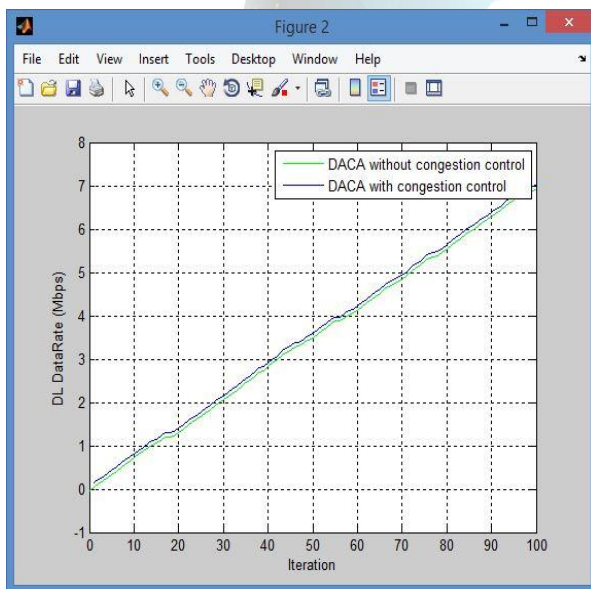 Figure 2
File Edit View Insert Tools Desktop Window Help
DACA without congestion control
DACA with congestion control
8
7
6
5
4
3
2
1
0
-1
DL DataRate (Mbps)
0 10 20 30 40 50 60 70 80 90 100
Iteration